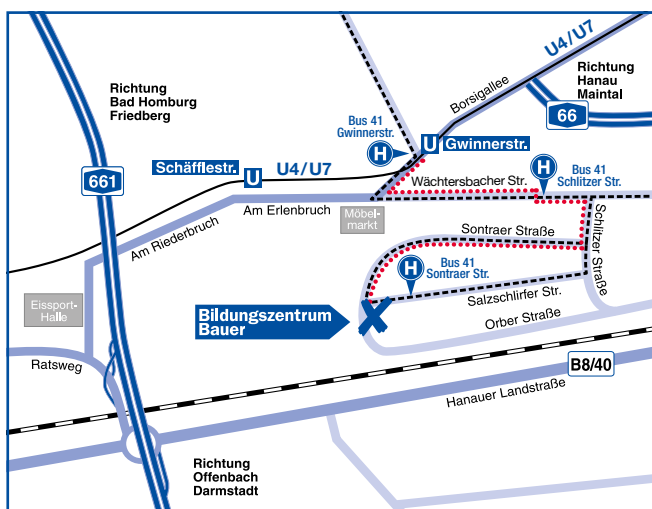 U4/U7
Richtung
Bad Homburg
Friedberg
Richtung
Hanau
Maintal
Borsigallee
66
Bus 41
Gwinnerstr.
H
U
Gwinnerstr.
661
Schäfflestr.
U
U4/U7
Wächtersbacher Str.
H
Bus 41
Schlitzer Str.
Am Erlenbruch
Möbel-
markt
Am Riederbruch
Sontraer Straße
Schlitzer Straße
H
Bus 41
Sontraer Str.
Eissport-
Halle
Salzschlirfer Str.
Bildungszentrum
Bauer
Orber Straße
Ratsweg
B8/40
Hanauer Landstraße
Richtung
Offenbach
Darmstadt